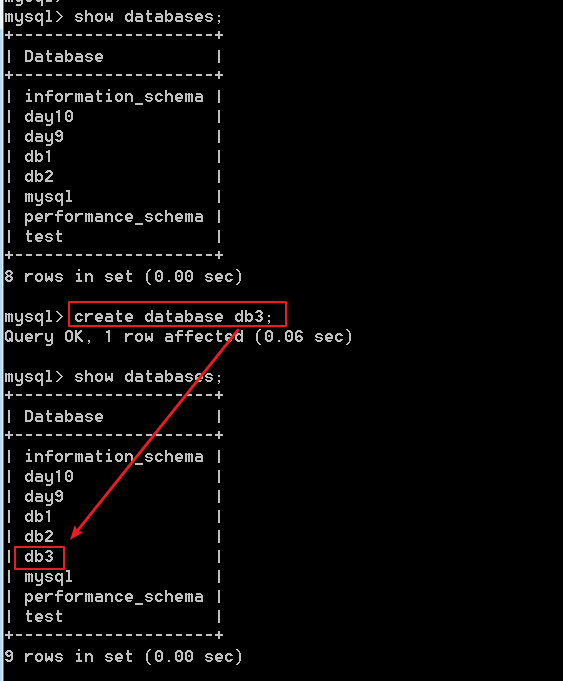 mysql> show databases;
+--------------------+
| Database           |
+--------------------+
| information_schema |
| day10              |
| day9               |
| db1                |
| db2                |
| mysql              |
| performance_schema |
| test               |
+--------------------+
8 rows in set (0.00 sec)
mysql> create database db3;
Query OK, 1 row affected (0.06 sec)
mysql> show databases;
+--------------------+
| Database           |
+--------------------+
| information_schema |
| day10              |
| day9               |
| db1                |
| db2                |
| db3                |
| mysql              |
| performance_schema |
| test               |
+--------------------+
9 rows in set (0.00 sec)